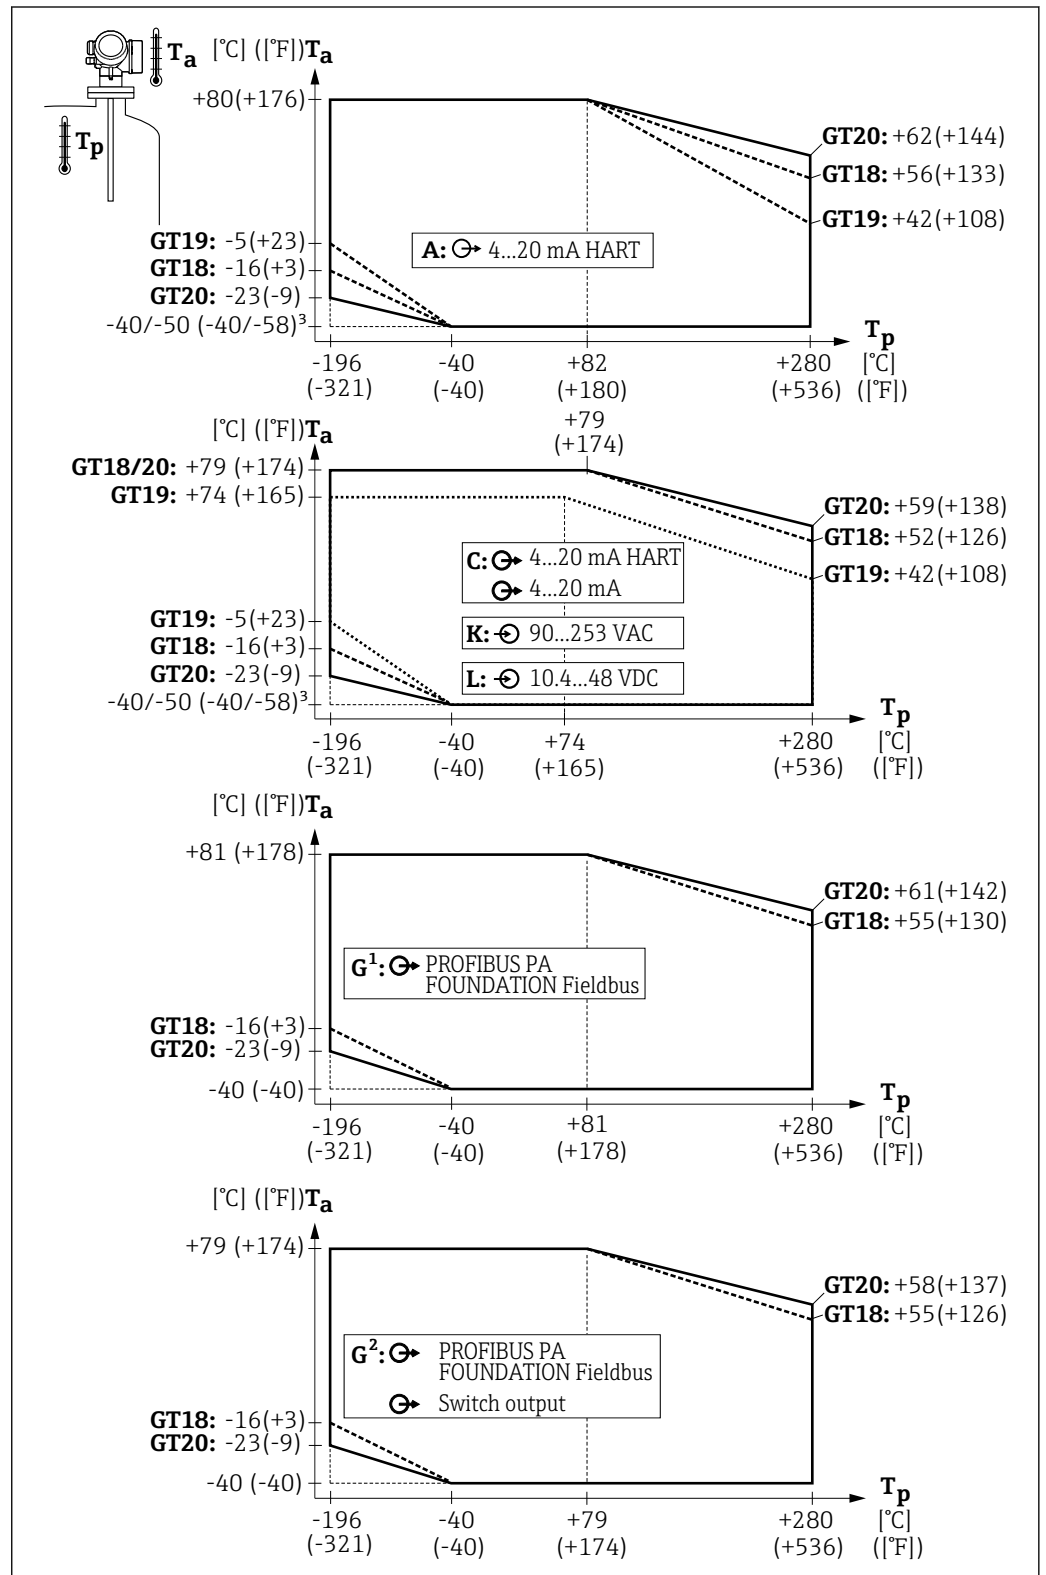 Ta [°C] ([°F])Ta
+80(+176)
Tp
GT20: +62(+144)
GT18: +56(+133)
GT19: +42(+108)
GT19: -5(+23)
A: 4...20 mA HART
GT18: -16(+3)
GT20: -23(-9)
-40/-50 (-40/-58)³
Tp
-196 -40 +82 +280 [°C]
(-321) (-40) (+180) (+536) ([°F])
+79
(+174)
[°C] ([°F])Ta
GT18/20: +79 (+174)
GT19: +74 (+165)
GT20: +59(+138)
GT18: +52(+126)
GT19: +42(+108)
C: 4...20 mA HART
4...20 mA
K: 90...253 VAC
L: 10.4...48 VDC
GT19: -5(+23)
GT18: -16(+3)
GT20: -23(-9)
-40/-50 (-40/-58)³
Tp
-196 -40 +74 +280 [°C]
(-321) (-40) (+165) (+536) ([°F])
[°C] ([°F])Ta
+81 (+178)
GT20: +61(+142)
GT18: +55(+130)
G¹: PROFIBUS PA
FOUNDATION Fieldbus
GT18: -16(+3)
GT20: -23(-9)
-40 (-40)
Tp
-196 -40 +81 +280 [°C]
(-321) (-40) (+178) (+536) ([°F])
[°C] ([°F])Ta
+79 (+174)
GT20: +58(+137)
GT18: +55(+126)
G²: PROFIBUS PA
FOUNDATION Fieldbus
Switch output
GT18: -16(+3)
GT20: -23(-9)
-40 (-40)
Tp
-196 -40 +79 +280 [°C]
(-321) (-40) (+174) (+536) ([°F])